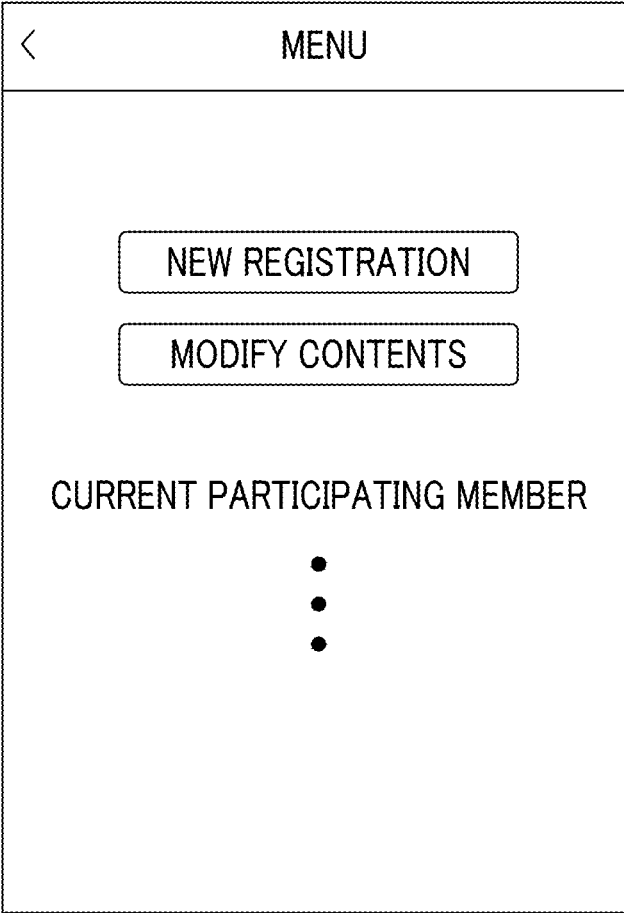 < MENU
NEW REGISTRATION
MODIFY CONTENTS
CURRENT PARTICIPATING MEMBER